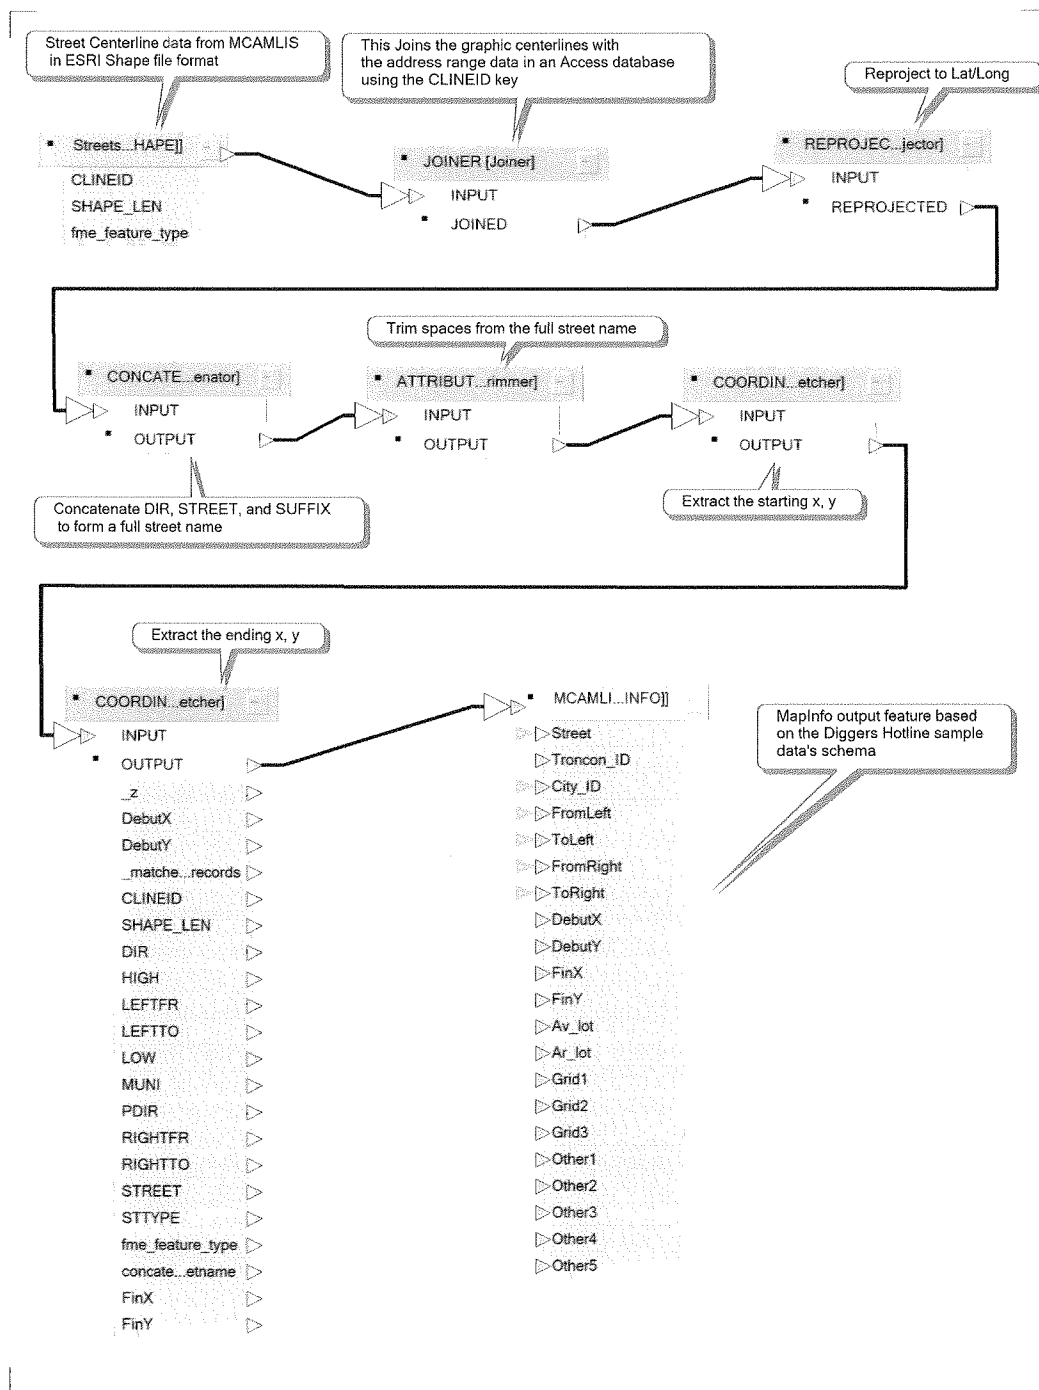 Street Centerline data from MCAMLIS
in ESRI Shape file format
This Joins the graphic centerlines with
the address range data in an Access database
using the CLINEID key
Reproject to Lat/Long
Streets...HAPE]]
CLINEID
SHAPE_LEN
fme_feature_type
JOINER [Joiner]
INPUT
JOINED
REPROJEC...jector]
INPUT
REPROJECTED
Trim spaces from the full street name
CONCATE...enator]
INPUT
OUTPUT
ATTRIBUT...rimmer]
INPUT
OUTPUT
COORDIN...etcher]
INPUT
OUTPUT
Concatenate DIR, STREET, and SUFFIX
to form a full street name
Extract the starting x, y
Extract the ending x, y
COORDIN...etcher]
INPUT
OUTPUT
_z
DebutX
DebutY
_matche...records
CLINEID
SHAPE_LEN
DIR
HIGH
LEFTFR
LEFTTO
LOW
MUNI
PDIR
RIGHTFR
RIGHTTO
STREET
STTYPE
fme_feature_type
concate...etname
FinX
FinY
MCAMLI...INFO]]
Street
Troncon_ID
City_ID
FromLeft
ToLeft
FromRight
ToRight
DebutX
DebutY
FinX
FinY
Av_lot
Ar_lot
Grid1
Grid2
Grid3
Other1
Other2
Other3
Other4
Other5
MapInfo output feature based
on the Diggers Hotline sample
data's schema